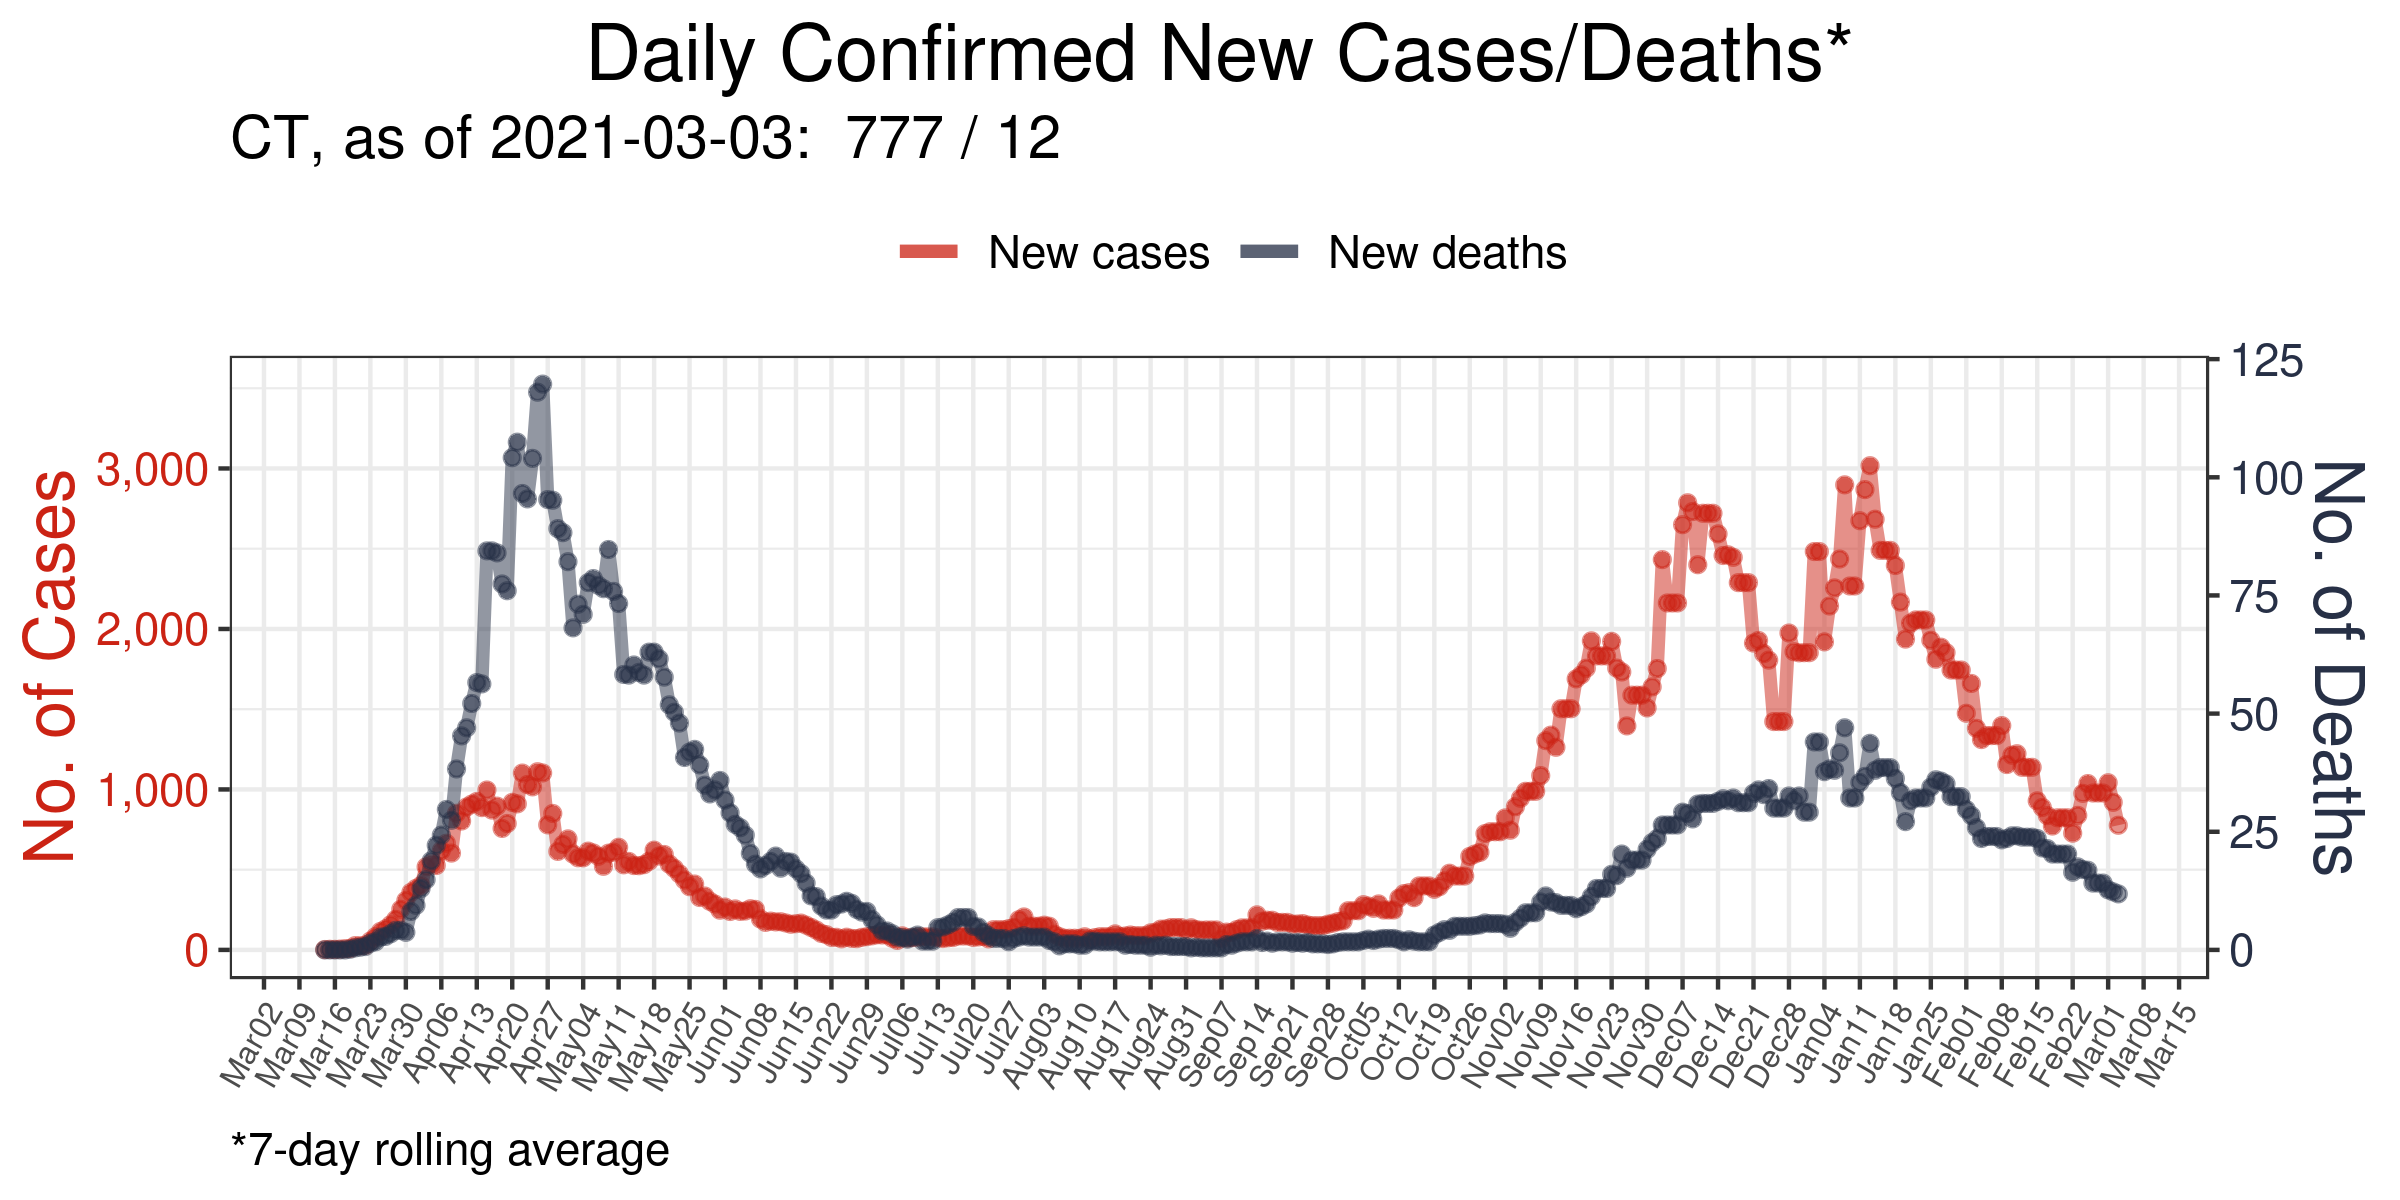 Daily Confirmed New Cases/Deaths*
CT, as of 2021-03-03:  777 / 12
New cases
New deaths
No. of Cases
3,000
2,000
1,000
0
125
100
75
50
25
0
No. of Deaths
Mar02
Mar09
Mar16
Mar23
Mar30
Apr06
Apr13
Apr20
Apr27
May04
May11
May18
May25
Jun01
Jun08
Jun15
Jun22
Jun29
Jul06
Jul13
Jul20
Jul27
Aug03
Aug10
Aug17
Aug24
Aug31
Sep07
Sep14
Sep21
Sep28
Oct05
Oct12
Oct19
Oct26
Nov02
Nov09
Nov16
Nov23
Nov30
Dec07
Dec14
Dec21
Dec28
Jan04
Jan11
Jan18
Jan25
Feb01
Feb08
Feb15
Feb22
Mar01
Mar08
Mar15
*7-day rolling average